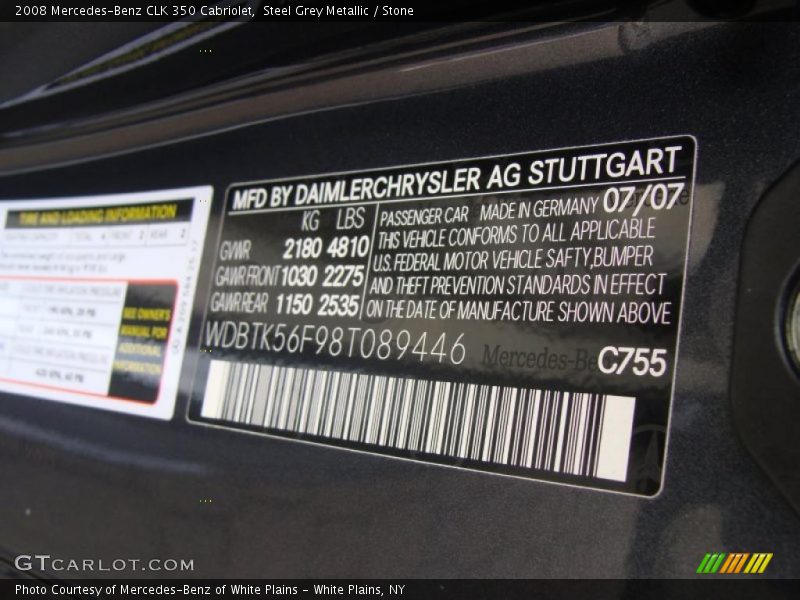 2008 Mercedes-Benz CLK 350 Cabriolet, Steel Grey Metallic / Stone
TIRE AND LOADING INFORMATION
SEE OWNER'S
MANUAL FOR
ADDITIONAL
INFORMATION
MFD BY DAIMLERCHRYSLER AG STUTTGART
KG LBS
GVWR 2180 4810
GAWR FRONT 1030 2275
GAWR REAR 1150 2535
PASSENGER CAR MADE IN GERMANY 07/07
THIS VEHICLE CONFORMS TO ALL APPLICABLE
U.S. FEDERAL MOTOR VEHICLE SAFTY,BUMPER
AND THEFT PREVENTION STANDARDS IN EFFECT
ON THE DATE OF MANUFACTURE SHOWN ABOVE
WDBTK56F98T089446
Mercedes-Be C755
GTCARLOT.COM
Photo Courtesy of Mercedes-Benz of White Plains - White Plains, NY